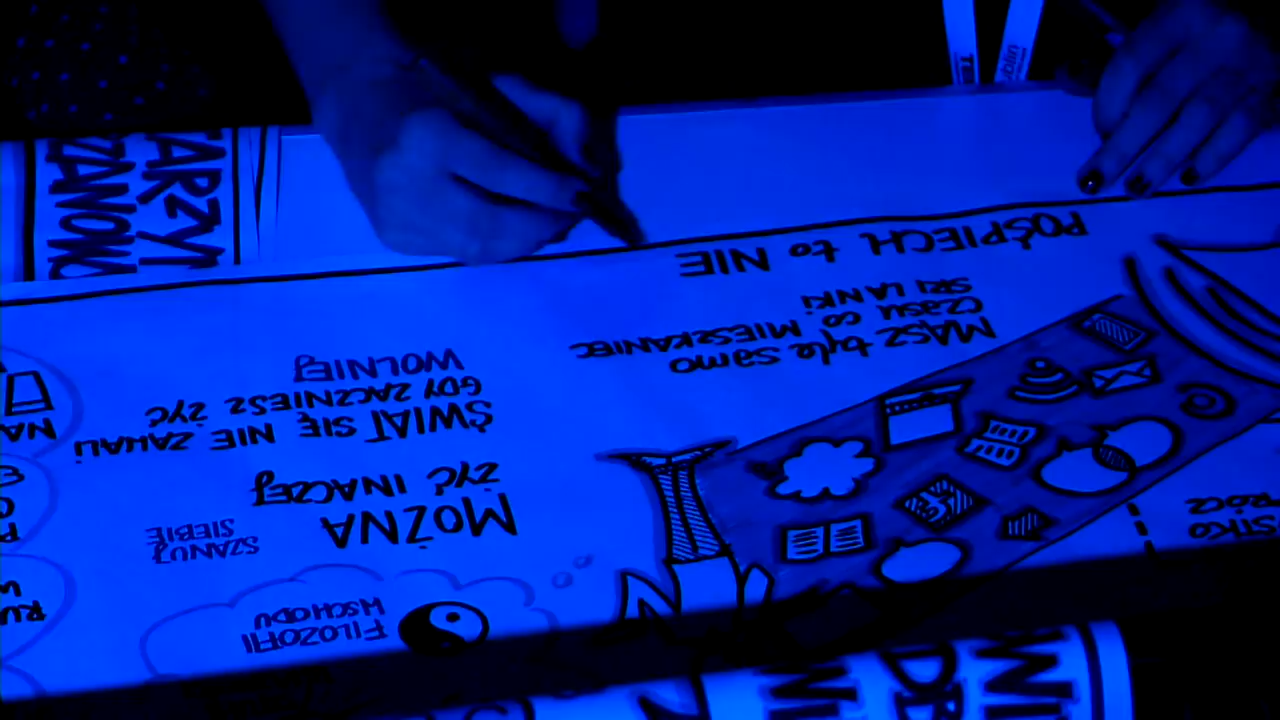 FILOZOFII
WSCHODU
MOŻNA
ŻYĆ INACZEJ
SZANUJ
SIEBIE
ŚWIAT SIĘ NIE ZAWALI
GDY ZACZNIESZ ŻYĆ
WOLNIEJ
MASZ tyle samo
czasu co MIESZKANIEC
SRI LANKI
POŚPIECH to NIE